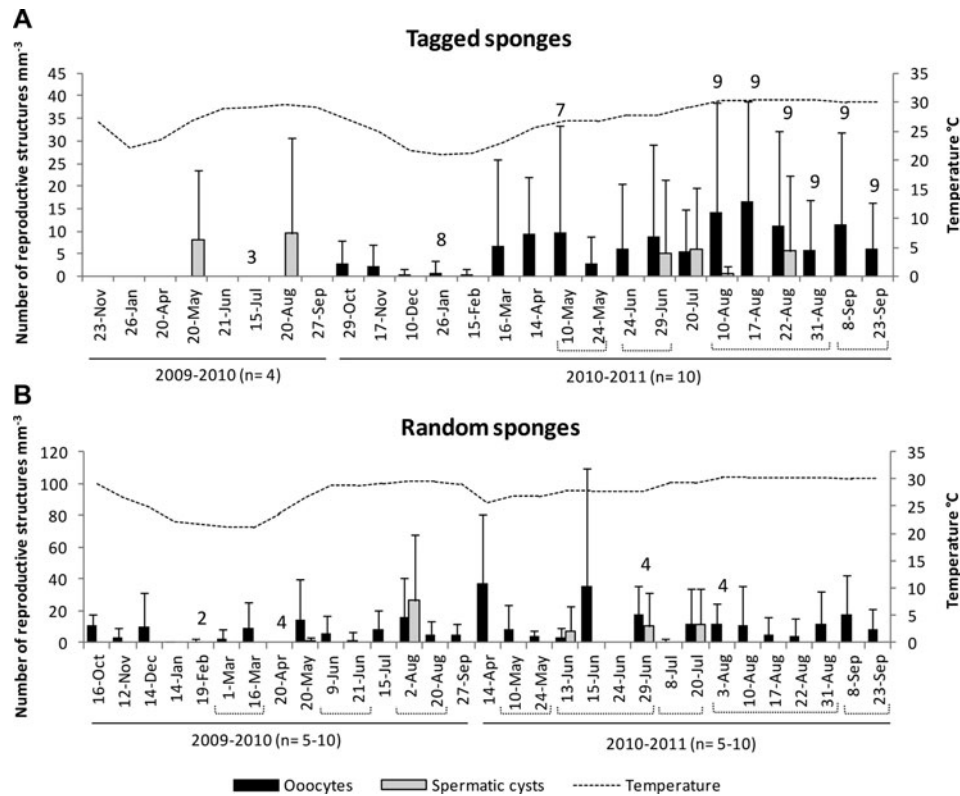 A
Tagged sponges
Number of reproductive structures mm-3
45
40
35
30
25
20
15
10
5
0
35
30
25
20
15
10
5
0
Temperature °C
3
8
7
9
9
9
9
9
9
23-Nov
26-Jan
20-Apr
20-May
21-Jun
15-Jul
20-Aug
27-Sep
29-Oct
17-Nov
10-Dec
26-Jan
15-Feb
16-Mar
14-Apr
10-May
24-May
24-Jun
29-Jun
20-Jul
10-Aug
17-Aug
22-Aug
31-Aug
8-Sep
23-Sep
2009-2010 (n= 4)
2010-2011 (n= 10)
B
Random sponges
Number of ref reproductive structures mm-3
120
100
80
60
40
20
0
35
30
25
20
15
10
5
0
Temperature °C
2
4
4
4
16-Oct
12-Nov
14-Dec
14-Jan
19-Feb
1-Mar
16-Mar
20-Apr
20-May
9-Jun
21-Jun
15-Jul
2-Aug
20-Aug
27-Sep
14-Apr
10-May
24-May
13-Jun
15-Jun
24-Jun
29-Jun
8-Jul
20-Jul
3-Aug
10-Aug
17-Aug
22-Aug
31-Aug
8-Sep
23-Sep
2009-2010 (n= 5-10)
2010-2011 (n= 5-10)
Ooocytes
Spermatic cysts
Temperature